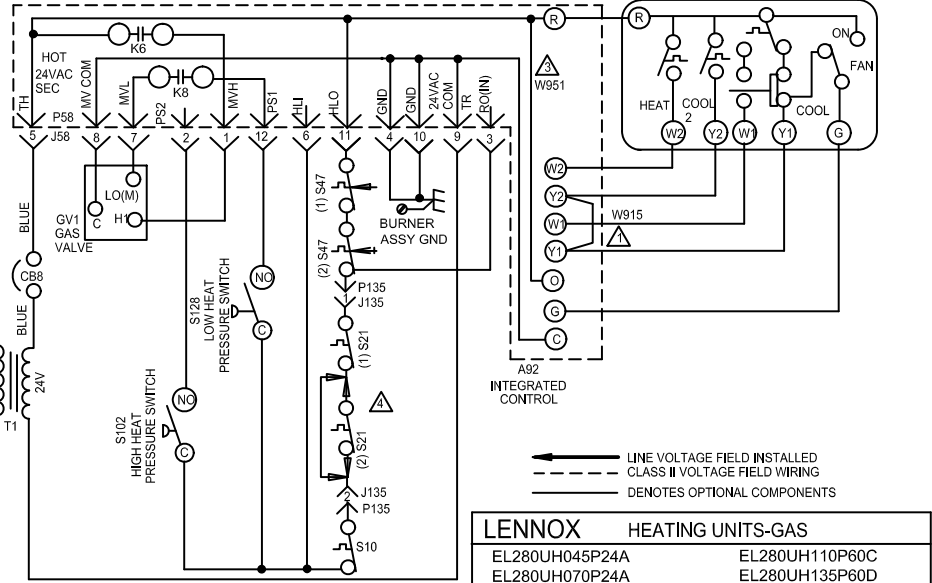 R
R
K6
HOT
24VAC
SEC
TH
MV COM
MVL
PS2
K8
MVH
PS1
HLI
HLO
GND
GND
24VAC
COM
TR
RO(IN)
3
W951
ON
FAN
HEAT
2
COOL
COOL
W2
Y2
W1
Y1
G
P58
5
J58
8
7
2
1
12
6
11
4
10
9
3
LO(M)
C
H1
GV1
GAS
VALVE
BLUE
CB8
BLUE
24V
T1
(1) S47
(2) S47
BURNER
ASSY GND
W2
Y2
W1
Y1
O
G
C
W915
1
A92
INTEGRATED
CONTROL
NO
C
S128
LOW HEAT
PRESSURE SWITCH
NO
C
S102
HIGH HEAT
PRESSURE SWITCH
P135
1
J135
(1) S21
4
(2) S21
2
J135
P135
S10
LINE VOLTAGE FIELD INSTALLED
CLASS II VOLTAGE FIELD WIRING
DENOTES OPTIONAL COMPONENTS
LENNOX HEATING UNITS-GAS
EL280UH045P24A EL280UH110P60C
EL280UH070P24A EL280UH135P60D